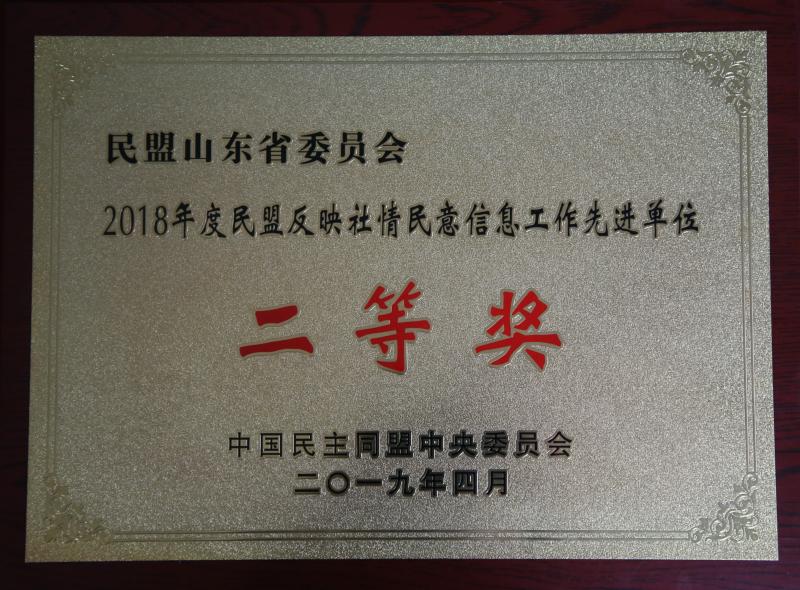 民盟山东省委员会
2018年度民盟反映社情民意信息工作先进单位
二等奖
中国民主同盟中央委员会
二〇一九年四月